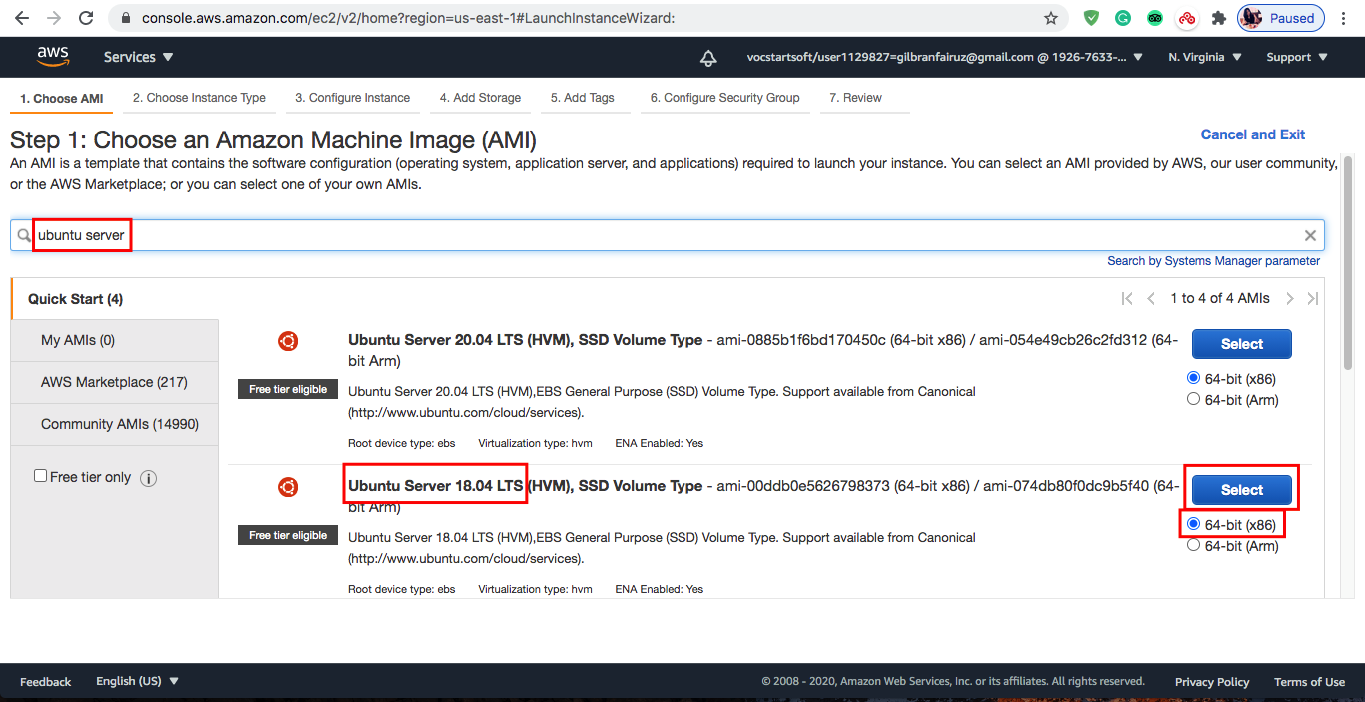 console.aws.amazon.com/ec2/v2/home?region=us-east-1#LaunchInstanceWizard:
Paused
aws
Services
vocstartsoft/user1129827=gilbranfairuz@gmail.com @ 1926-7633-...
N. Virginia
Support
1. Choose AMI
2. Choose Instance Type
3. Configure Instance
4. Add Storage
5. Add Tags
6. Configure Security Group
7. Review
Step 1: Choose an Amazon Machine Image (AMI)
Cancel and Exit
An AMI is a template that contains the software configuration (operating system, application server, and applications) required to launch your instance. You can select an AMI provided by AWS, our user community,
or the AWS Marketplace; or you can select one of your own AMIs.
ubuntu server
Search by Systems Manager parameter
Quick Start (4)
1 to 4 of 4 AMIs
My AMIs (0)
AWS Marketplace (217)
Community AMIs (14990)
Free tier only
Ubuntu Server 20.04 LTS (HVM), SSD Volume Type - ami-0885b1f6bd170450c (64-bit x86) / ami-054e49cb26c2fd312 (64-
bit Arm)
Select
Free tier eligible
Ubuntu Server 20.04 LTS (HVM),EBS General Purpose (SSD) Volume Type. Support available from Canonical
(http://www.ubuntu.com/cloud/services).
64-bit (x86)
64-bit (Arm)
Root device type: ebs
Virtualization type: hvm
ENA Enabled: Yes
Ubuntu Server 18.04 LTS (HVM), SSD Volume Type - ami-00ddb0e5626798373 (64-bit x86) / ami-074db80f0dc9b5f40 (64-
bit Arm)
Select
Free tier eligible
Ubuntu Server 18.04 LTS (HVM),EBS General Purpose (SSD) Volume Type. Support available from Canonical
(http://www.ubuntu.com/cloud/services).
64-bit (x86)
64-bit (Arm)
Root device type: ebs
Virtualization type: hvm
ENA Enabled: Yes
Feedback
English (US)
© 2008 - 2020, Amazon Web Services, Inc. or its affiliates. All rights reserved.
Privacy Policy
Terms of Use